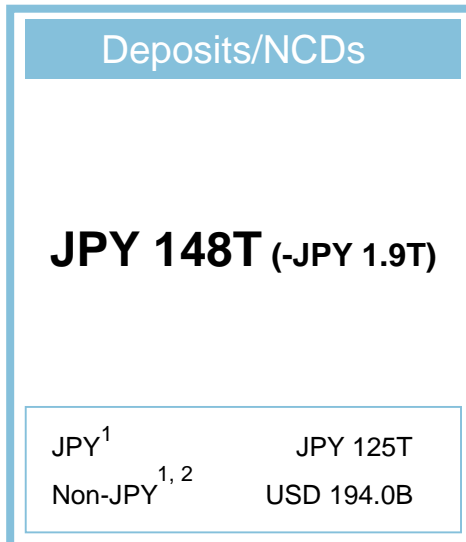 Deposits/NCDs
JPY 148T (-JPY 1.9T)
JPY1 JPY 125T
Non-JPY1, 2 USD 194.0B